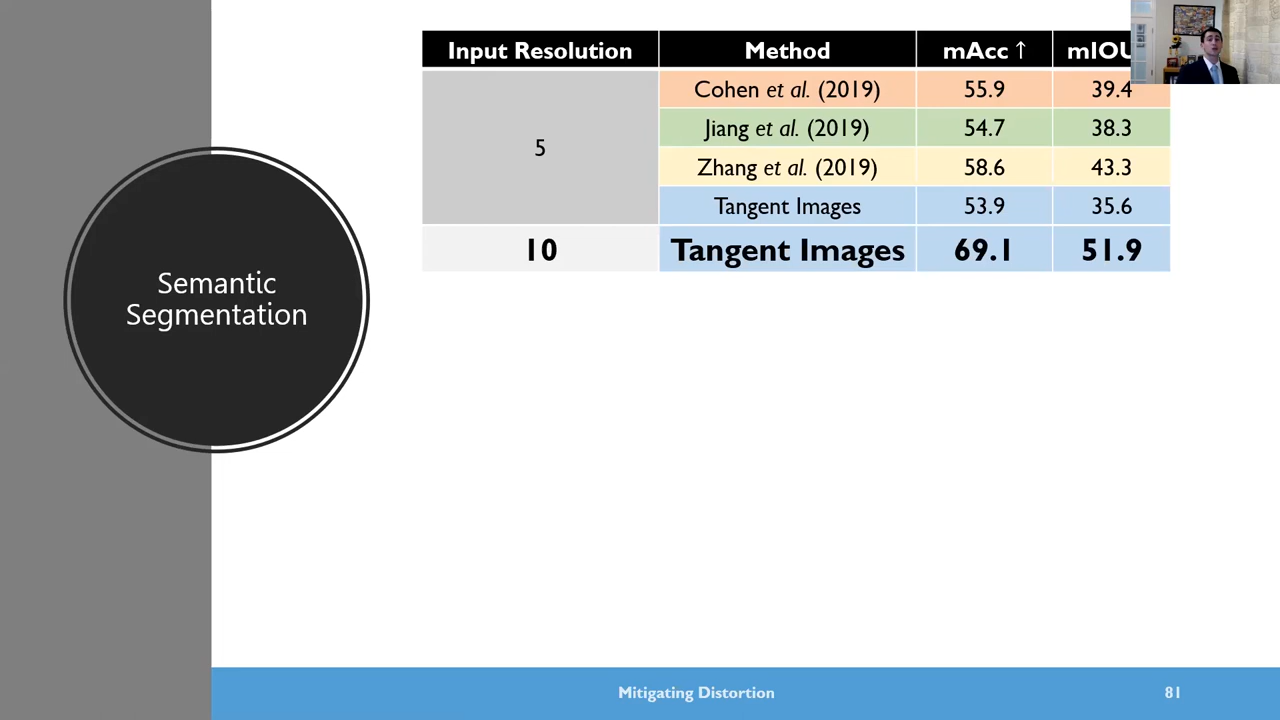 Input Resolution Method mAcc ↑ mIOU
5
Cohen et al. (2019) 55.9 39.4
Jiang et al. (2019) 54.7 38.3
Zhang et al. (2019) 58.6 43.3
Tangent Images 53.9 35.6
10 Tangent Images 69.1 51.9
Semantic
Segmentation
Mitigating Distortion
81